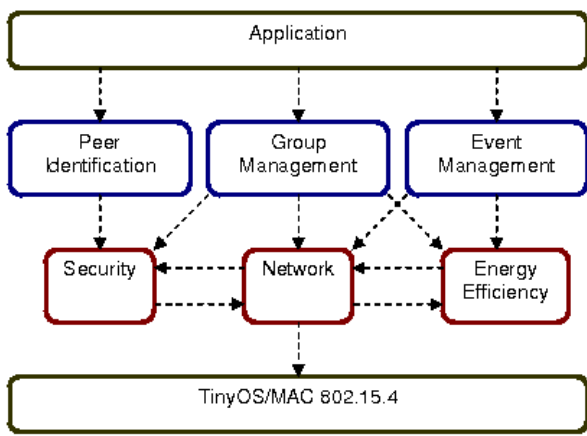 Application
Peer Group Event
Identification Management Management
Security Network Energy
Efficiency
TinyOS/MAC 802.15.4